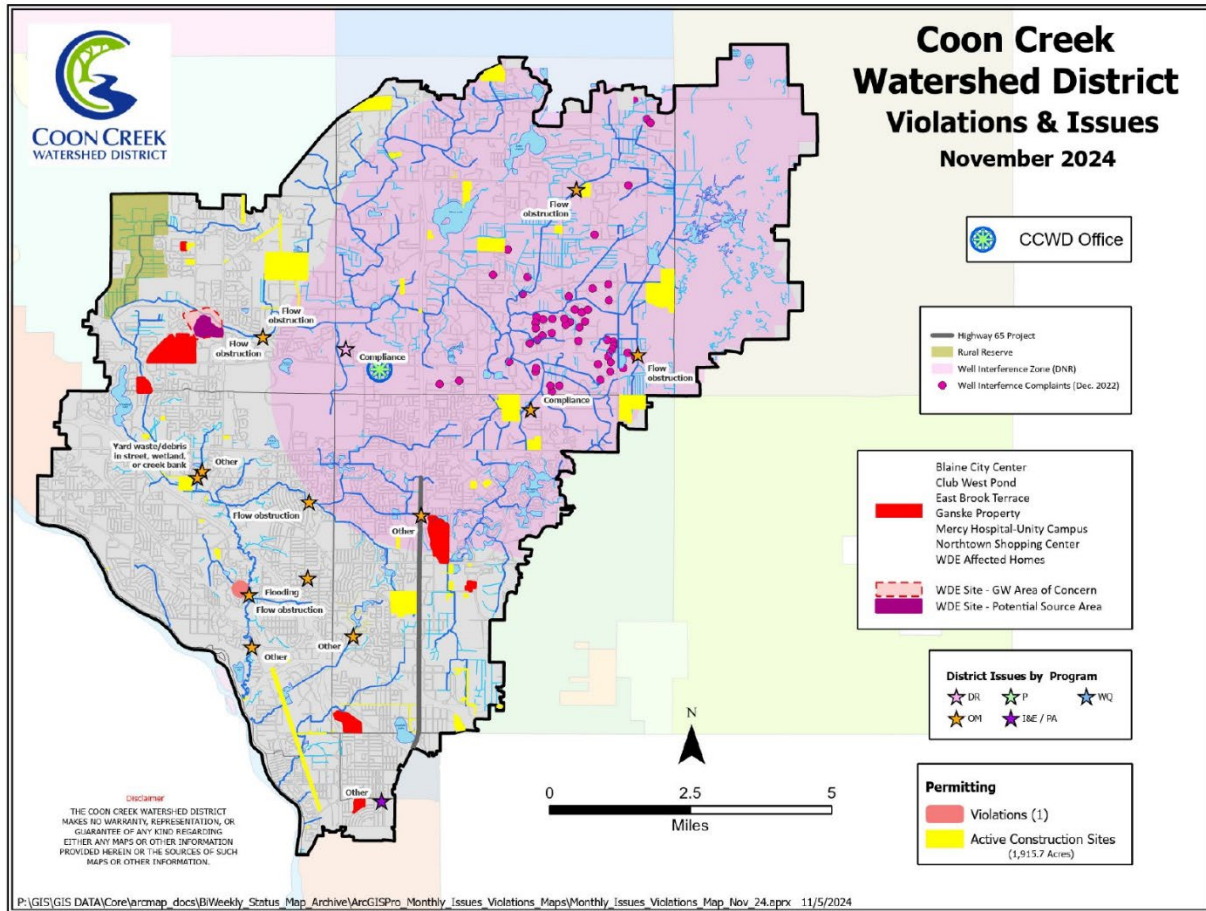 COON CREEK
WATERSHED DISTRICT
Coon Creek
Watershed District
Violations & Issues
November 2024
CCWD Office
Highway 65 Project
Rural Reserve
Well Interference Zone (DNR)
Well Interfernce Complaints (Dec. 2022)
Blaine City Center
Club West Pond
East Brook Terrace
Ganske Property
Mercy Hospital-Unity Campus
Northtown Shopping Center
WDE Affected Homes
WDE Site - GW Area of Concern
WDE Site - Potential Source Area
District Issues by Program
DR
P
WQ
OM
I&E / PA
Permitting
Violations (1)
Active Construction Sites
(1,915.7 Acres)
Flow
obstruction
Flow
obstruction
Flow
obstruction
Compliance
Flow
obstruction
Compliance
Yard waste/debris
in street, wetland,
or creek bank
Other
Flow obstruction
Other
Flooding
Flow obstruction
Other
Other
Other
N
0
2.5
5
Miles
Disclaimer
THE COON CREEK WATERSHED DISTRICT
MAKES NO WARRANTY, REPRESENTATION, OR
GUARANTEE OF ANY KIND REGARDING
EITHER ANY MAPS OR OTHER INFORMATION
PROVIDED HEREIN OR THE SOURCES OF SUCH
MAPS OR OTHER INFORMATION.
P:\GIS\GIS DATA\Core\arcmap_docs\BiWeekly_Status_Map_Archive\ArcGISPro_Monthly_Issues_Violations_Maps\Monthly_Issues_Violations_Map_Nov_24.aprx 11/5/2024